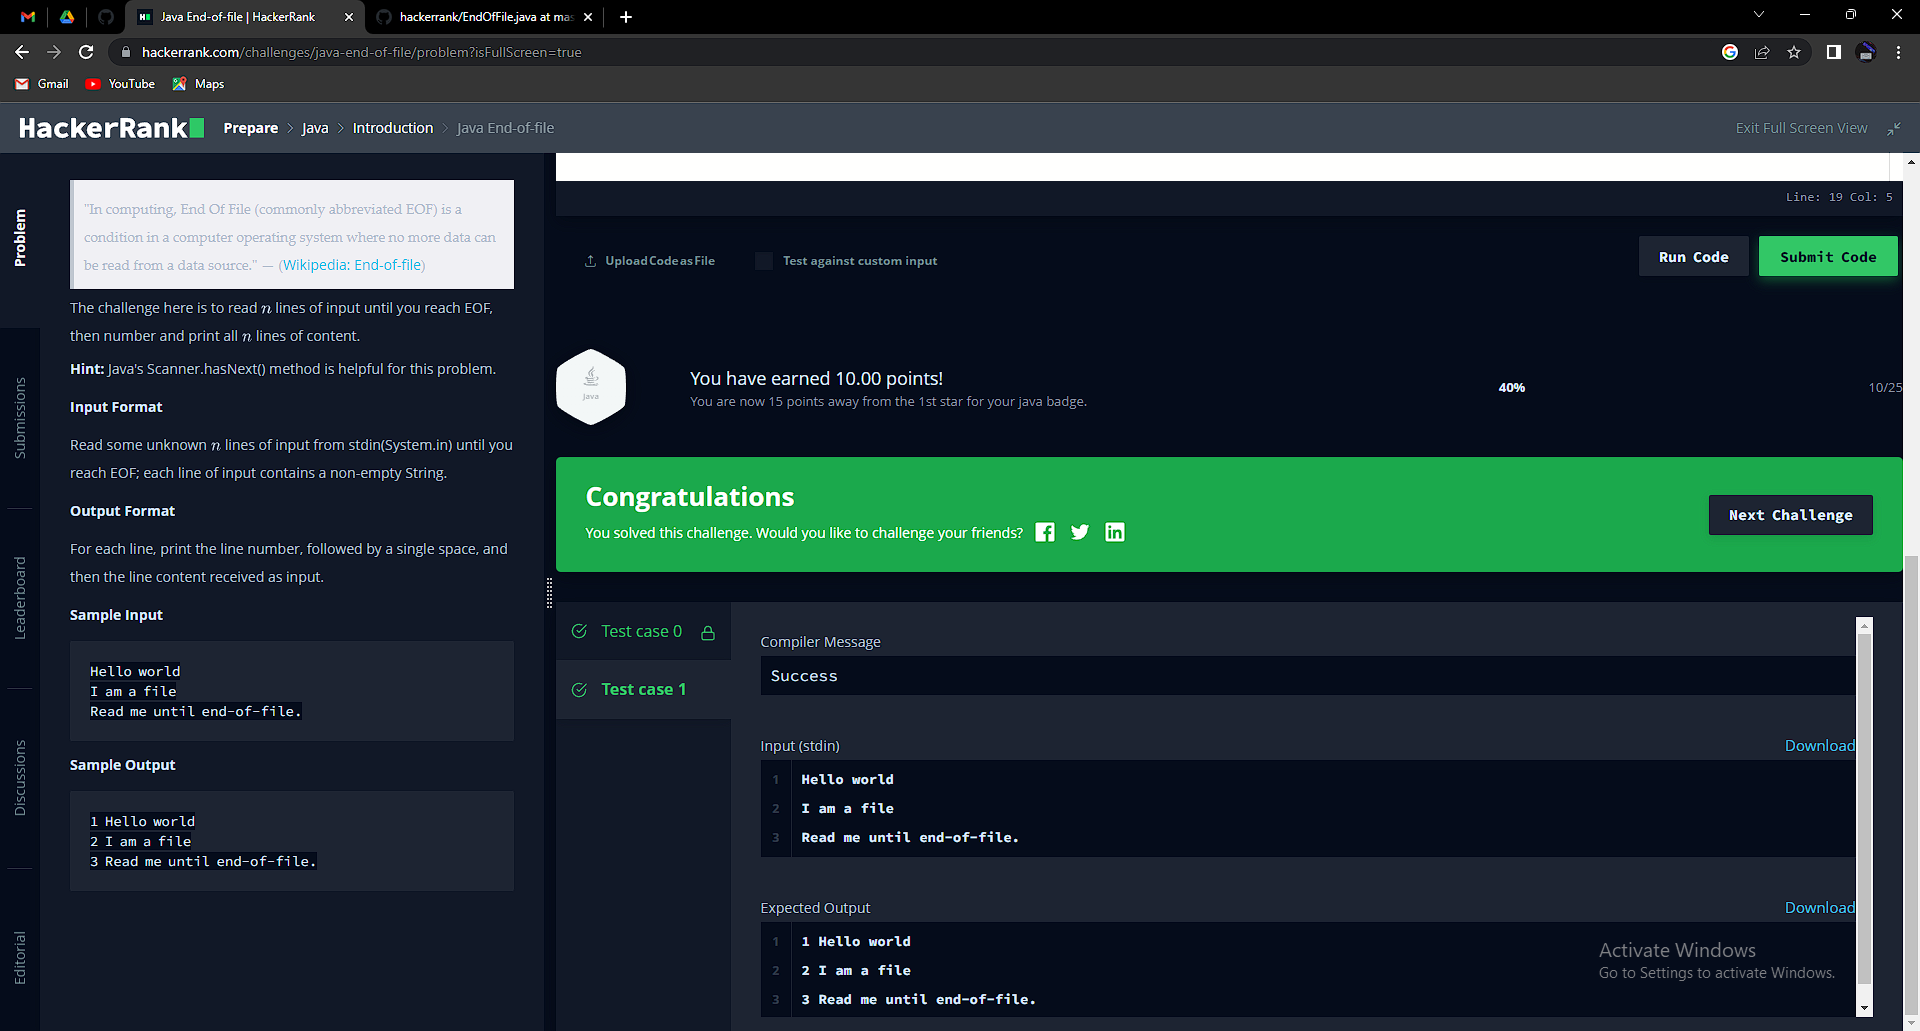 Java End-of-file | HackerRank
hackerrank/EndOfFile.java at mas
hackerrank.com/challenges/java-end-of-file/problem?isFullScreen=true
Gmail
YouTube
Maps
HackerRank
Prepare > Java > Introduction > Java End-of-file
Exit Full Screen View
Problem
Submissions
Leaderboard
Discussions
Editorial
"In computing, End Of File (commonly abbreviated EOF) is a
condition in a computer operating system where no more data can
be read from a data source." — (Wikipedia: End-of-file)
The challenge here is to read n lines of input until you reach EOF,
then number and print all n lines of content.
Hint: Java's Scanner.hasNext() method is helpful for this problem.
Input Format
Read some unknown n lines of input from stdin(System.in) until you
reach EOF; each line of input contains a non-empty String.
Output Format
For each line, print the line number, followed by a single space, and
then the line content received as input.
Sample Input
Hello world
I am a file
Read me until end-of-file.
Sample Output
1 Hello world
2 I am a file
3 Read me until end-of-file.
Line: 19 Col: 5
Upload Code as File
Test against custom input
Run Code
Submit Code
Java
You have earned 10.00 points!
You are now 15 points away from the 1st star for your java badge.
40%
10/25
Congratulations
You solved this challenge. Would you like to challenge your friends?
Next Challenge
Test case 0
Test case 1
Compiler Message
Success
Input (stdin)
Download
1 Hello world
2 I am a file
3 Read me until end-of-file.
Expected Output
Download
1 1 Hello world
2 2 I am a file
3 3 Read me until end-of-file.
Activate Windows
Go to Settings to activate Windows.